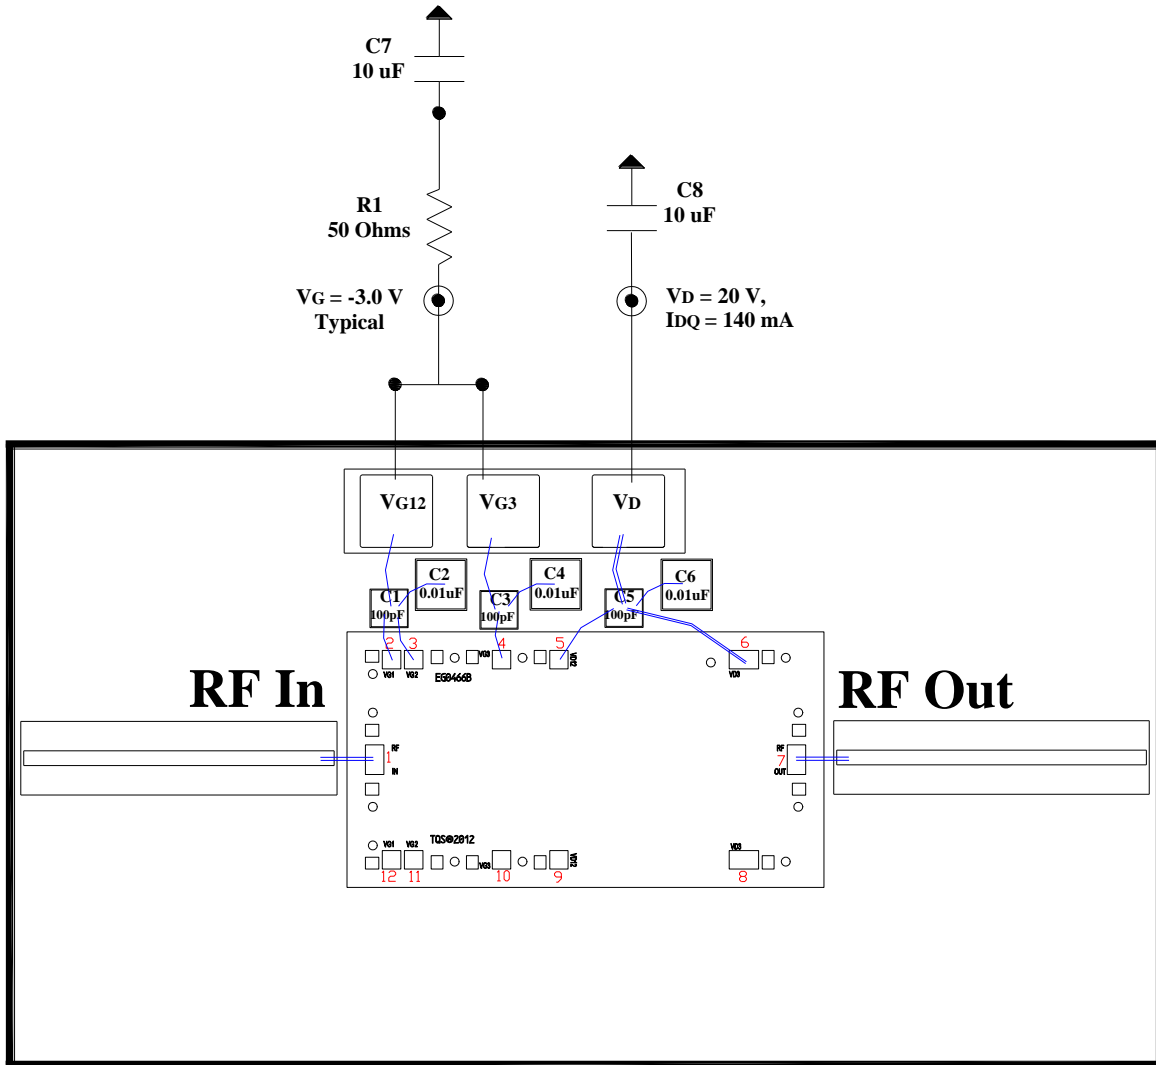 C7
10 uF
C8
10 uF
R1
50 Ohms
VG = -3.0 V
Typical
VD = 20 V,
IDQ = 140 mA
VG12
VG3
VD
C2
0.01uF
C4
0.01uF
C6
0.01uF
C1
100pF
C3
100pF
C5
100pF
2
3
4
5
6
VG1
VG2
VG3
VD12
VD3
EG0466B
RF In
RF Out
1
RF
IN
RF
7
OUT
VG1
VG2
TQS©2012
VG3
VD12
VD3
12
11
10
9
8